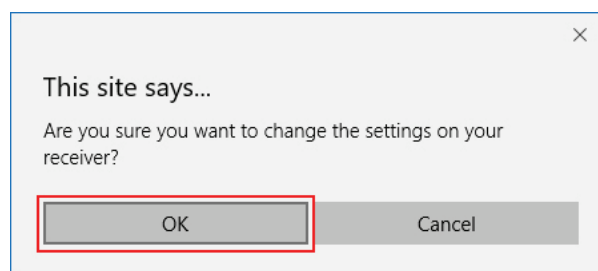 This site says...
Are you sure you want to change the settings on your
receiver?
OK
Cancel